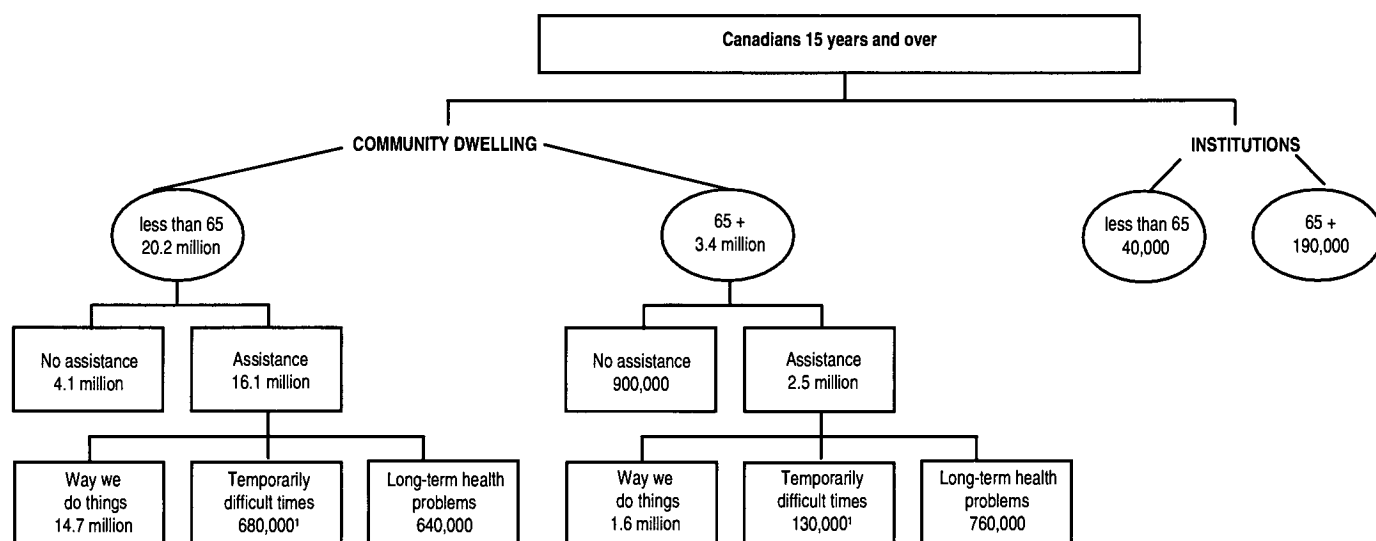 Canadians 15 years and over
COMMUNITY DWELLING
INSTITUTIONS
less than 65
20.2 million
65 +
3.4 million
less than 65
40,000
65 +
190,000
No assistance
4.1 million
Assistance
16.1 million
No assistance
900,000
Assistance
2.5 million
Way we
do things
14.7 million
Temporarily
difficult times
680,000¹
Long-term health
problems
640,000
Way we
do things
1.6 million
Temporarily
difficult times
130,000¹
Long-term health
problems
760,000